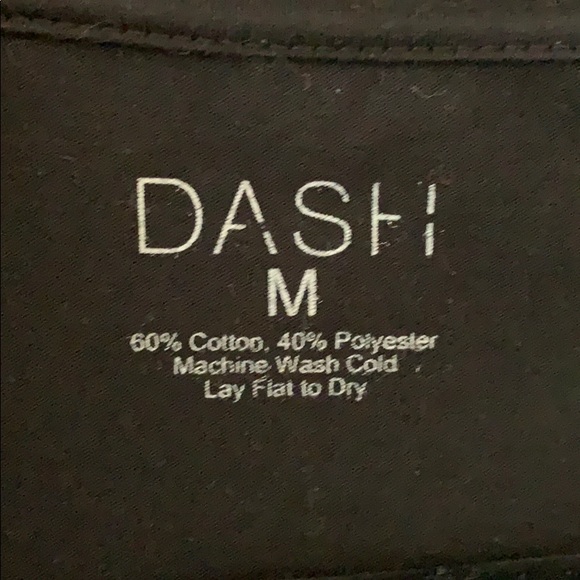 DASH
M
60% Cotton, 40% Polyester
Machine Wash Cold
Lay Flat to Dry